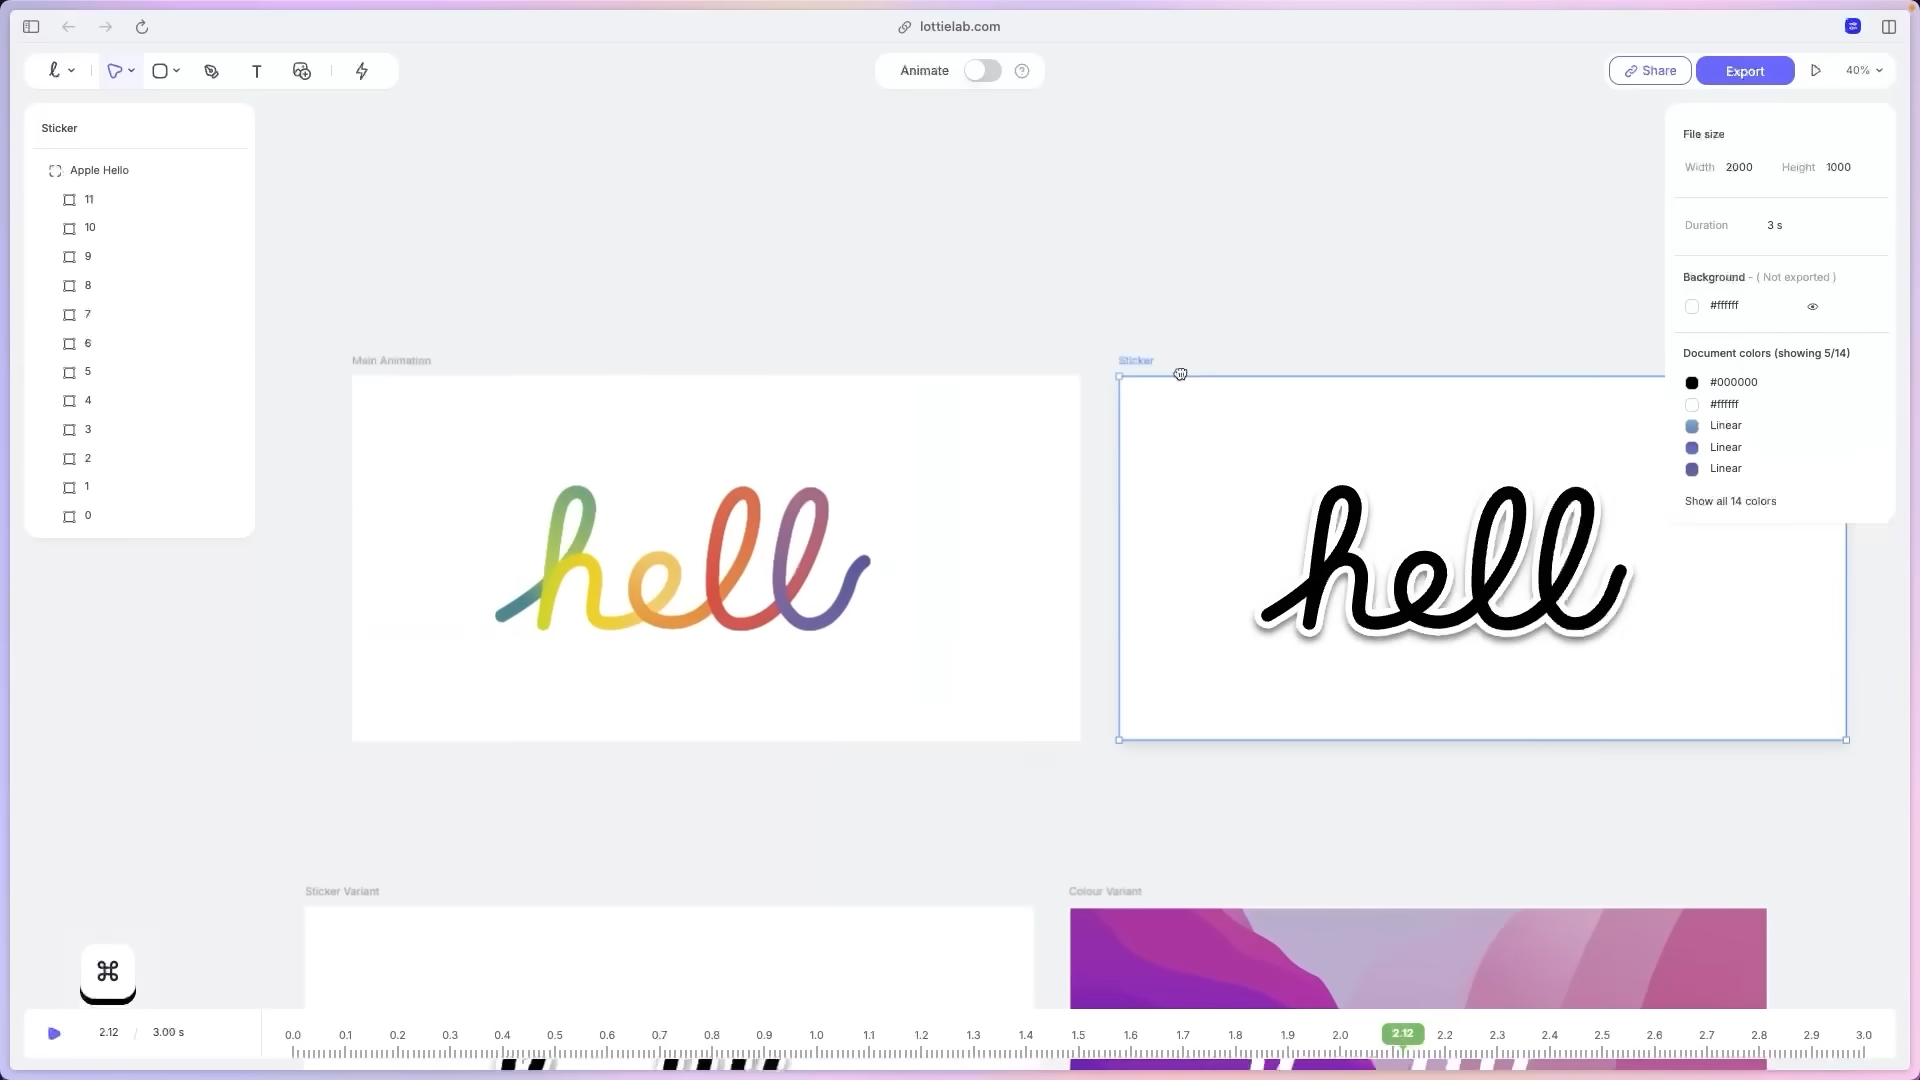 lottielab.com
Animate
Share
Export
40%
Sticker
Apple Hello
11
10
9
8
7
6
5
4
3
2
1
0
File size
Width 2000 Height 1000
Duration 3 s
Background - ( Not exported )
#ffffff
Document colors (showing 5/14)
#000000
#ffffff
Linear
Linear
Linear
Show all 14 colors
Main Animation
Sticker
hell
hell
Sticker Variant
Colour Variant
⌘
2.12 / 3.00 s
0.0 0.1 0.2 0.3 0.4 0.5 0.6 0.7 0.8 0.9 1.0 1.1 1.2 1.3 1.4 1.5 1.6 1.7 1.8 1.9 2.0 2.12 2.2 2.3 2.4 2.5 2.6 2.7 2.8 2.9 3.0